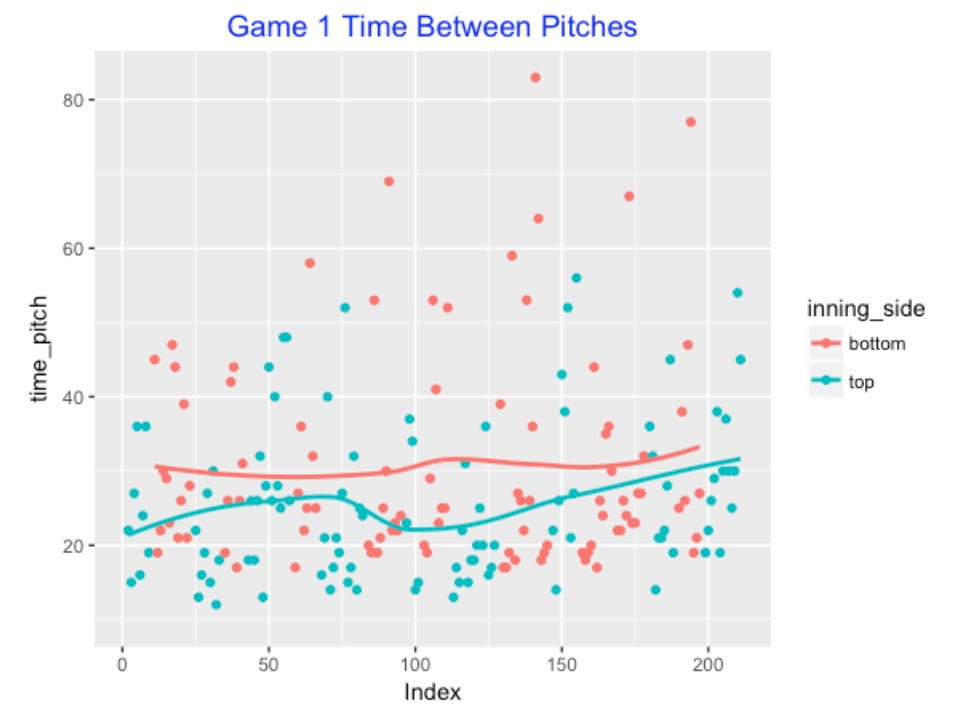 Game 1 Time Between Pitches
80
60
40
20
time_pitch
0 50 100 150 200
Index
inning_side
bottom
top